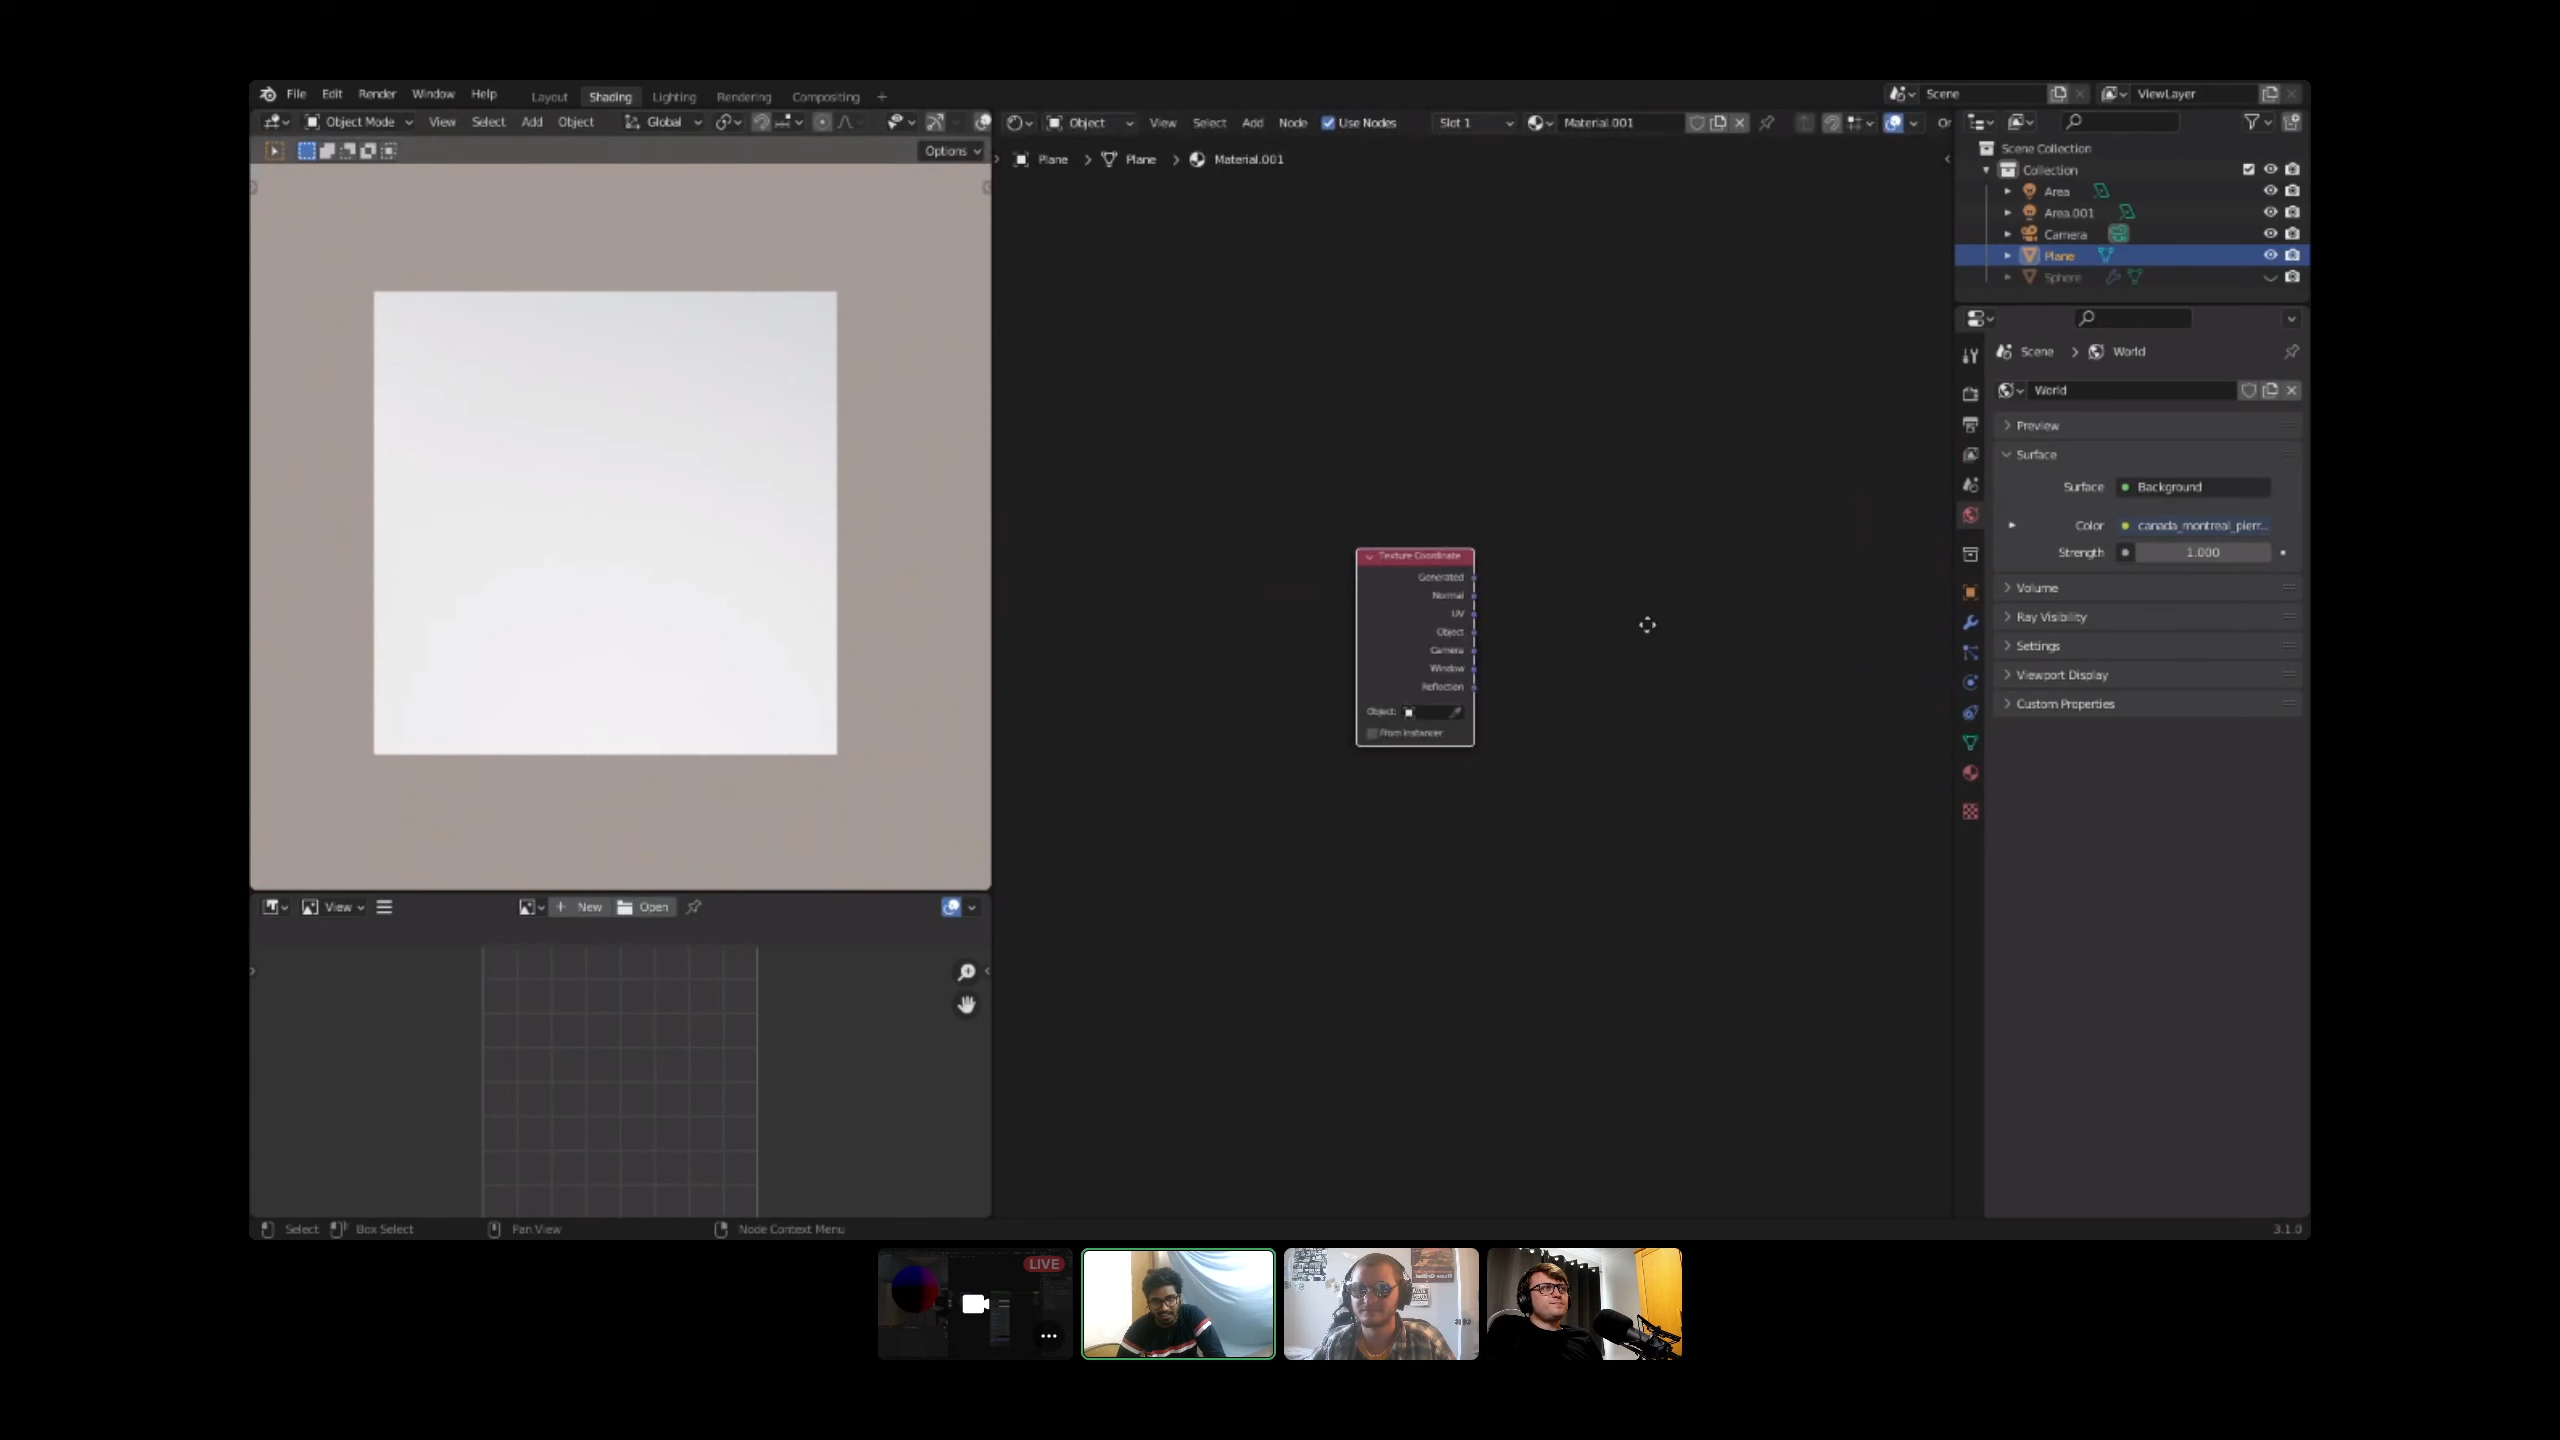 File Edit Render Window Help Layout Shading Lighting Rendering Compositing + Scene ViewLayer
Object Mode View Select Add Object Global Object View Select Add Node Use Nodes Slot 1 Material.001
Options
Plane > Plane > Material.001
Scene Collection
Collection
Area
Area.001
Camera
Plane
Sphere
Scene > World
World
Preview
Surface
Surface Background
Color canada_montreal_pierr...
Strength 1.000
Volume
Ray Visibility
Settings
Viewport Display
Custom Properties
Texture Coordinate
Generated
Normal
UV
Object
Camera
Window
Reflection
Object:
From Instancer
View + New Open
Select Box Select Pan View Node Context Menu 3.1.0
LIVE